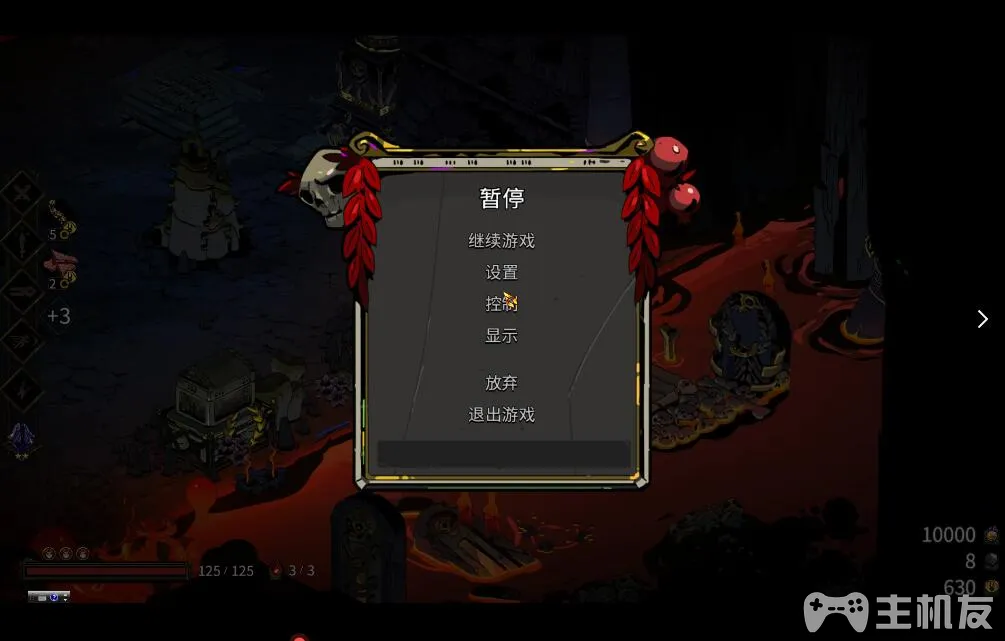 暂停
继续游戏
设置
控制
显示
放弃
退出游戏
5
2
+3
125 / 125
3 / 3
10000
8
630
主机友